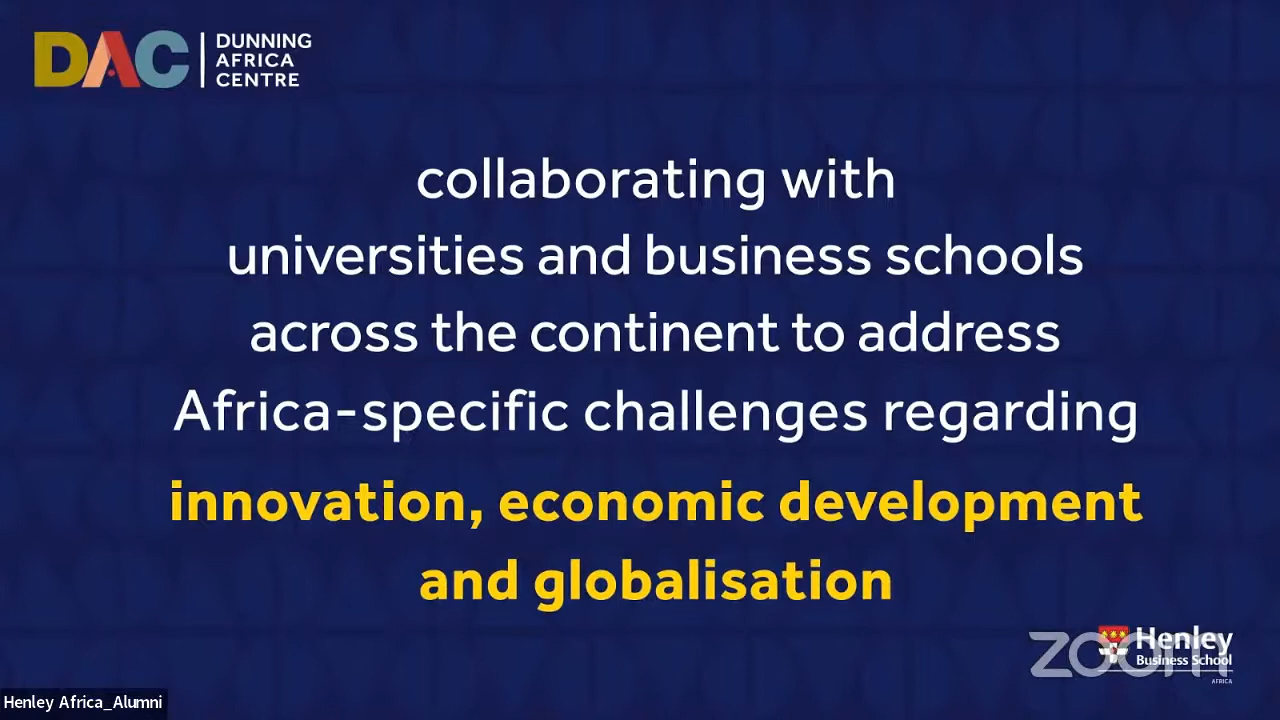 DAC
DUNNING
AFRICA
CENTRE
collaborating with
universities and business schools
across the continent to address
Africa-specific challenges regarding
innovation, economic development
and globalisation
zoom
Henley
Business School
AFRICA
Henley Africa_Alumni